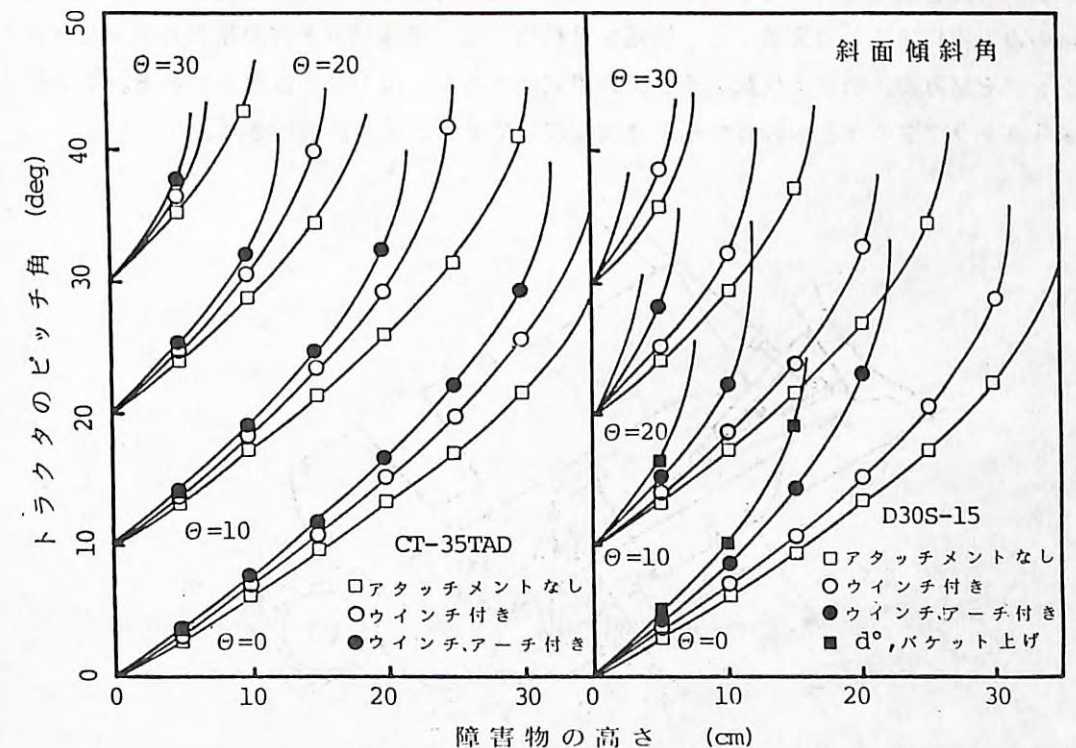 トラクタのピッチ角 (deg)
50
40
30
20
10
0
Θ=30
Θ=20
Θ=10
Θ=0
CT-35TAD
□アタッチメントなし
○ウインチ付き
●ウインチ、アーチ付き
0
10
20
30
斜面傾斜角
Θ=30
Θ=20
Θ=10
Θ=0
D30S-15
□アタッチメントなし
○ウインチ付き
●ウインチ、アーチ付き
■ d°,バケット上げ
0
10
20
30
障害物の高さ (cm)